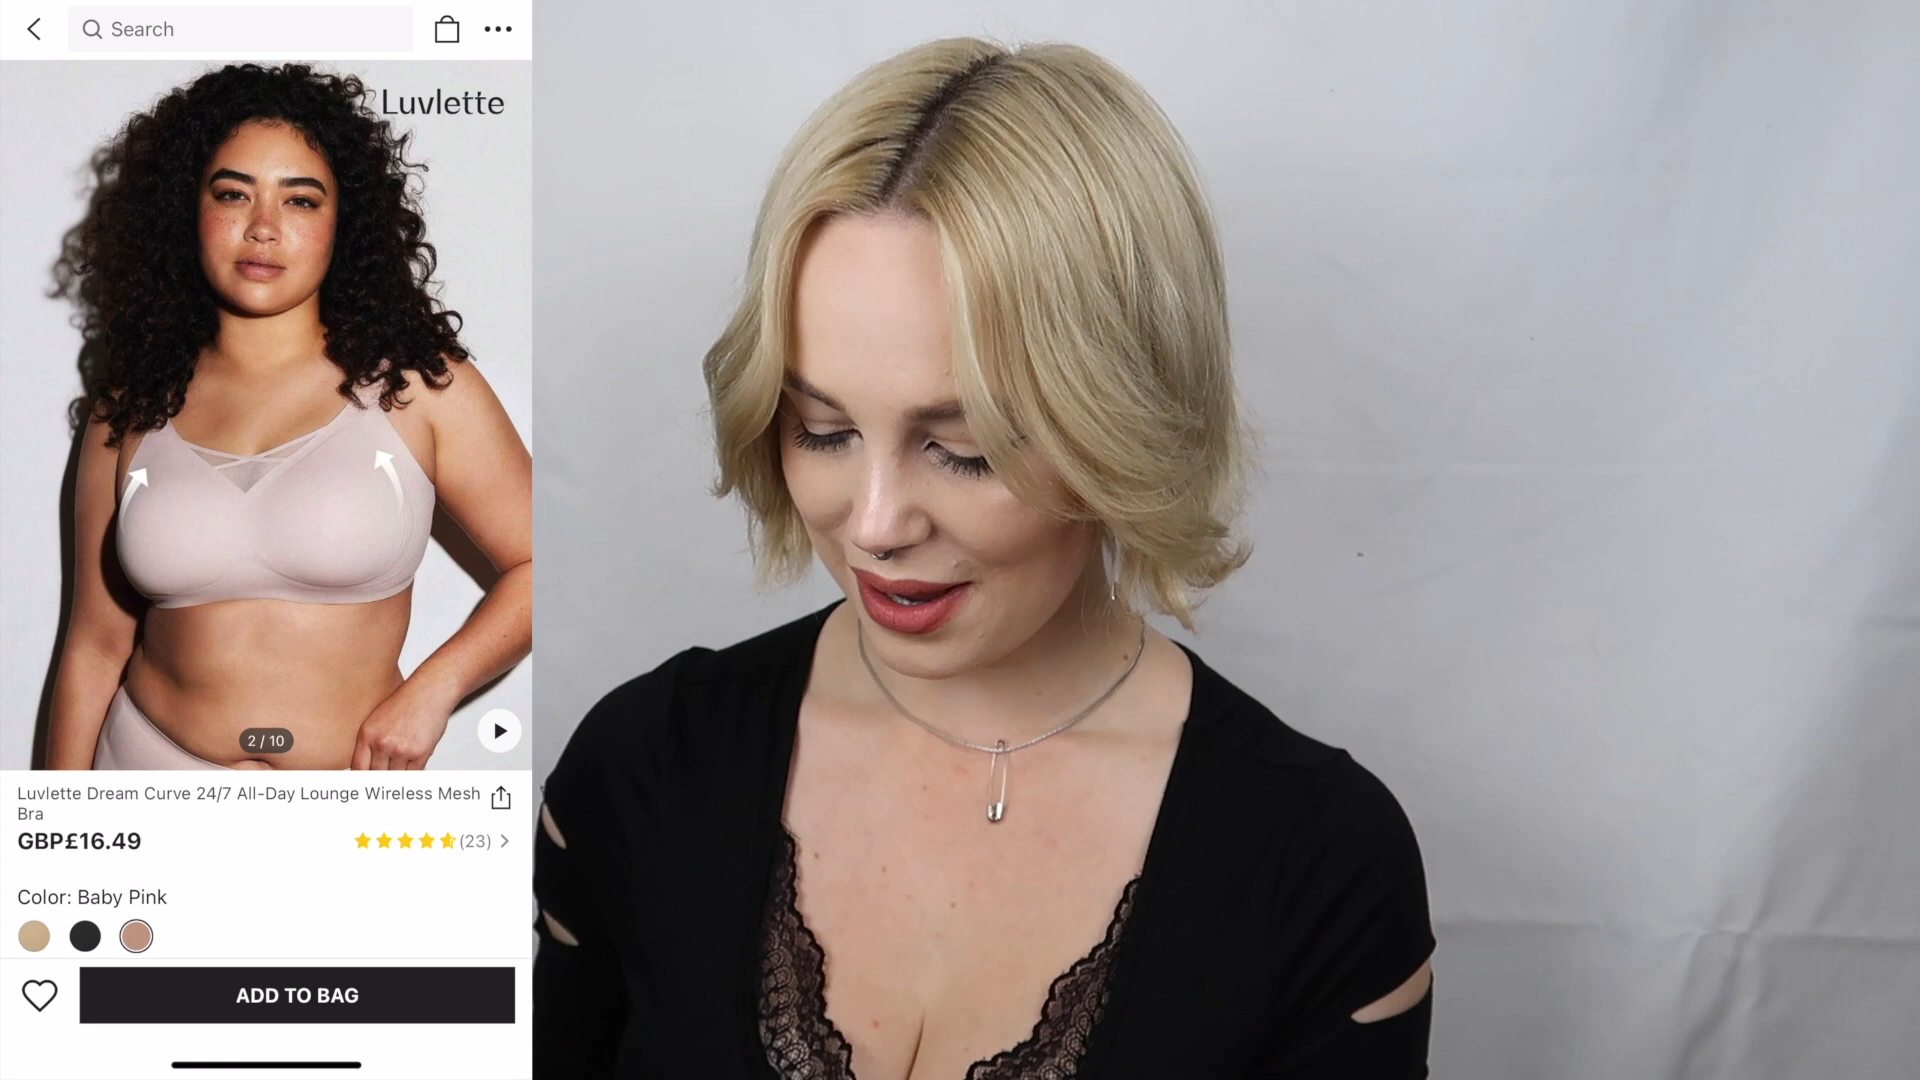 Search
Luvlette
2 / 10
Luvlette Dream Curve 24/7 All-Day Lounge Wireless Mesh
Bra
GBP£16.49
(23)
Color: Baby Pink
ADD TO BAG